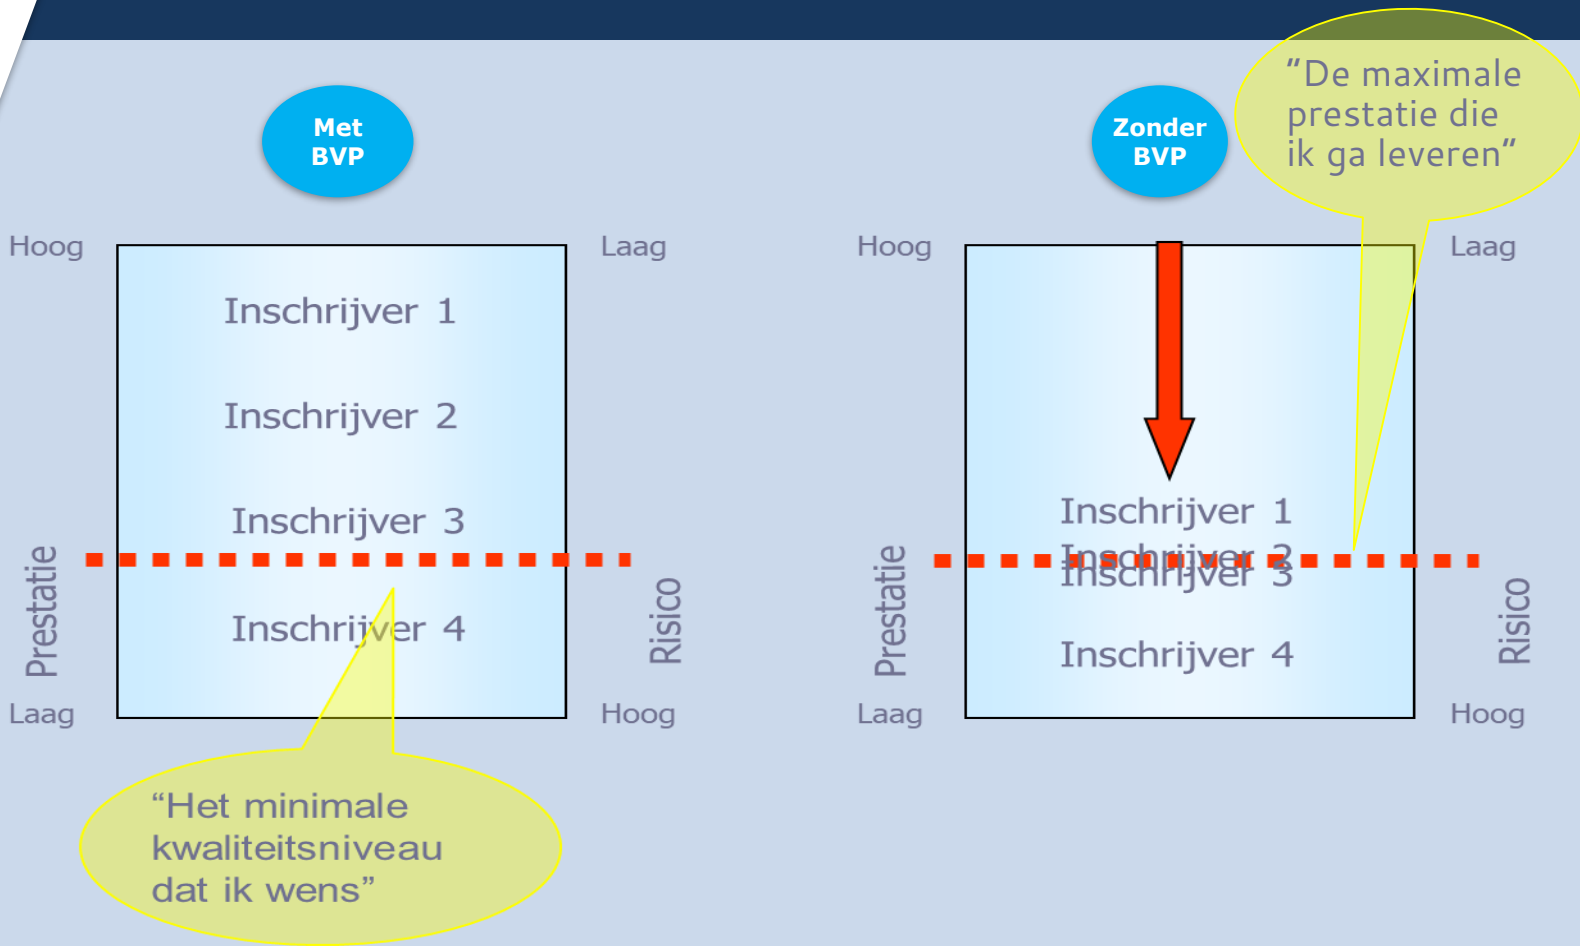 Met
BVP
Hoog
Laag
Inschrijver 1
Inschrijver 2
Inschrijver 3
Inschrijver 4
Prestatie
Risico
Laag
Hoog
“Het minimale
kwaliteitsniveau
dat ik wens”
Zonder
BVP
"De maximale
prestatie die
ik ga leveren"
Hoog
Laag
Inschrijver 1
Inschrijver 2
Inschrijver 3
Inschrijver 4
Prestatie
Risico
Laag
Hoog